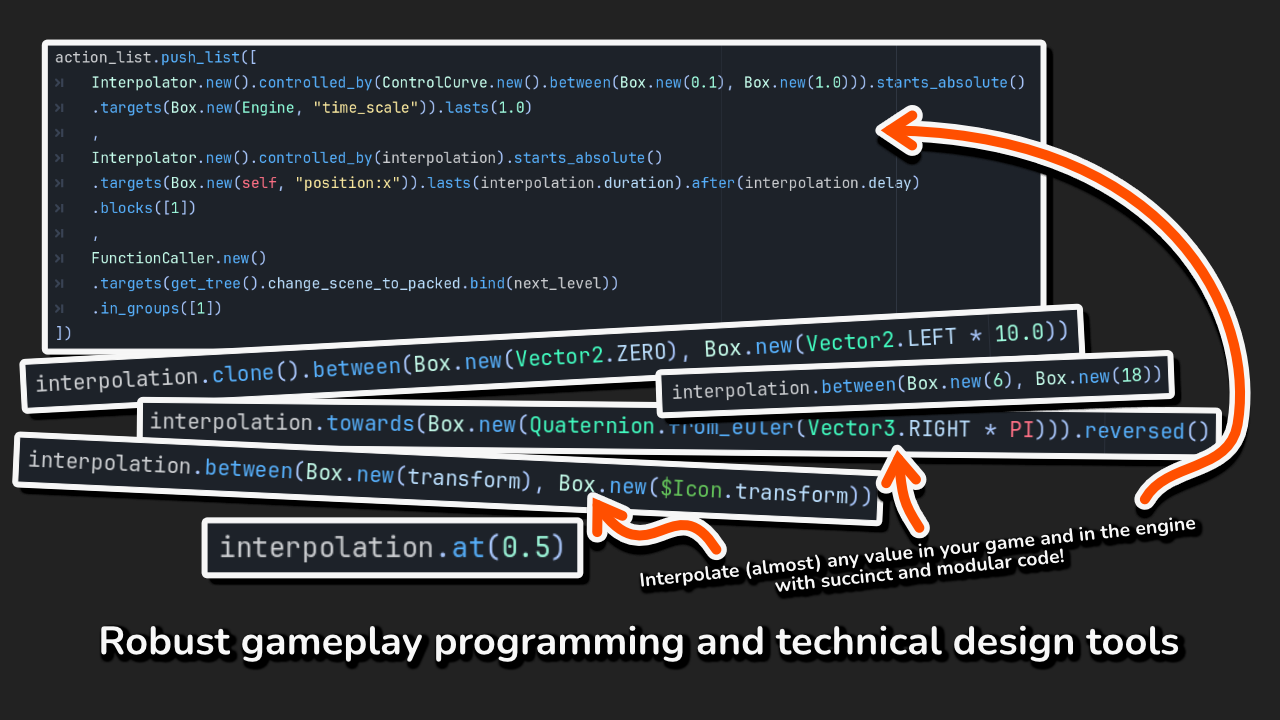 action_list.push_list([
Interpolator.new().controlled_by(ControlCurve.new().between(Box.new(0.1), Box.new(1.0))).starts_absolute()
.targets(Box.new(Engine, "time_scale")).lasts(1.0)
,
Interpolator.new().controlled_by(interpolation).starts_absolute()
.targets(Box.new(self, "position:x")).lasts(interpolation.duration).after(interpolation.delay)
.blocks([1])
,
FunctionCaller.new()
.targets(get_tree().change_scene_to_packed.bind(next_level))
.in_groups([1])
])
interpolation.clone().between(Box.new(Vector2.ZERO), Box.new(Vector2.LEFT * 10.0))
interpolation.between(Box.new(6), Box.new(18))
interpolation.towards(Box.new(Quaternion.from_euler(Vector3.RIGHT * PI))).reversed()
interpolation.between(Box.new(transform), Box.new($Icon.transform))
interpolation.at(0.5)
Interpolate (almost) any value in your game and in the engine
with succinct and modular code!
Robust gameplay programming and technical design tools